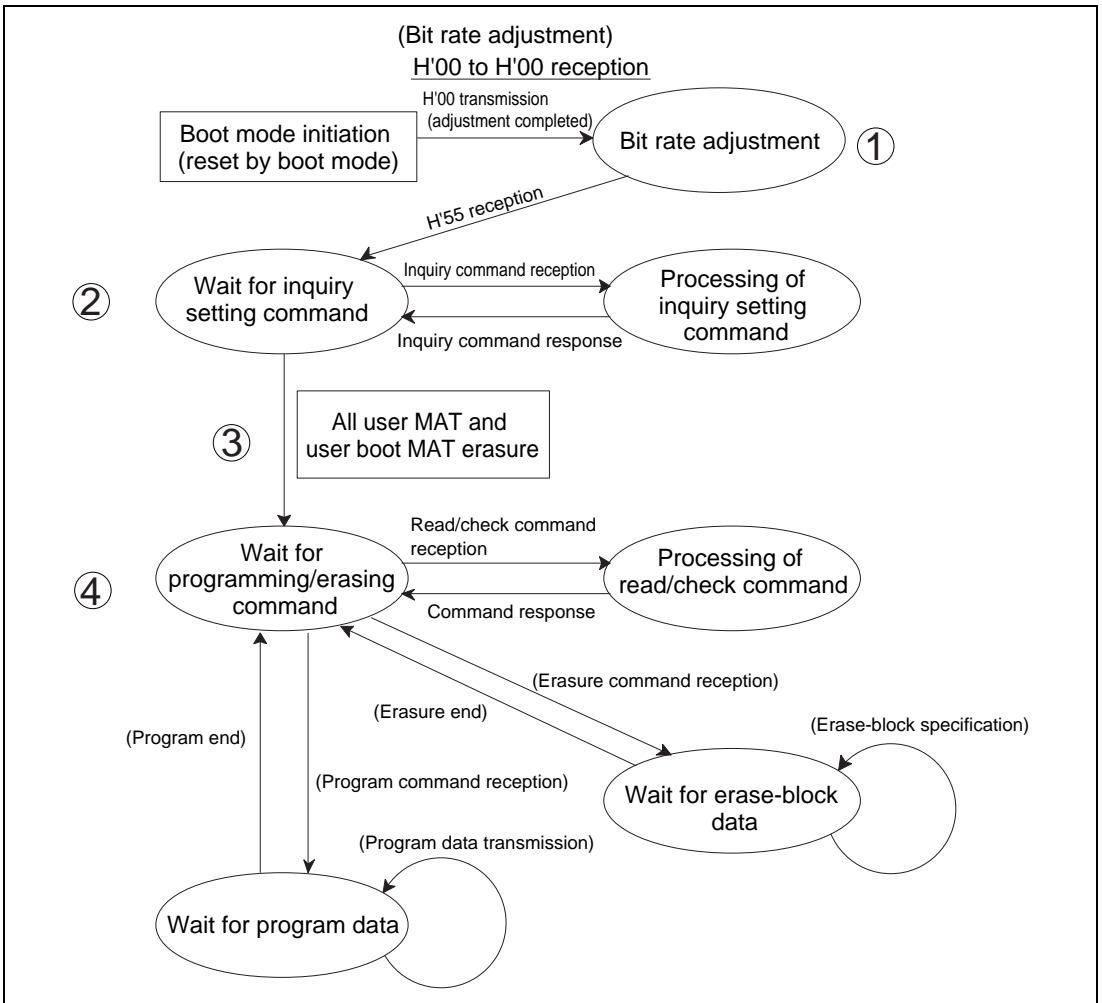 (Bit rate adjustment)
H'00 to H'00 reception
H'00 transmission
(adjustment completed)
Boot mode initiation
(reset by boot mode)
Bit rate adjustment
1
H'55 reception
2
Wait for inquiry
setting command
Inquiry command reception
Inquiry command response
Processing of
inquiry setting
command
3
All user MAT and
user boot MAT erasure
4
Wait for
programming/erasing
command
Read/check command
reception
Command response
Processing of
read/check command
(Erasure command reception)
(Erasure end)
(Program end)
(Program command reception)
(Erase-block specification)
Wait for erase-block
data
(Program data transmission)
Wait for program data